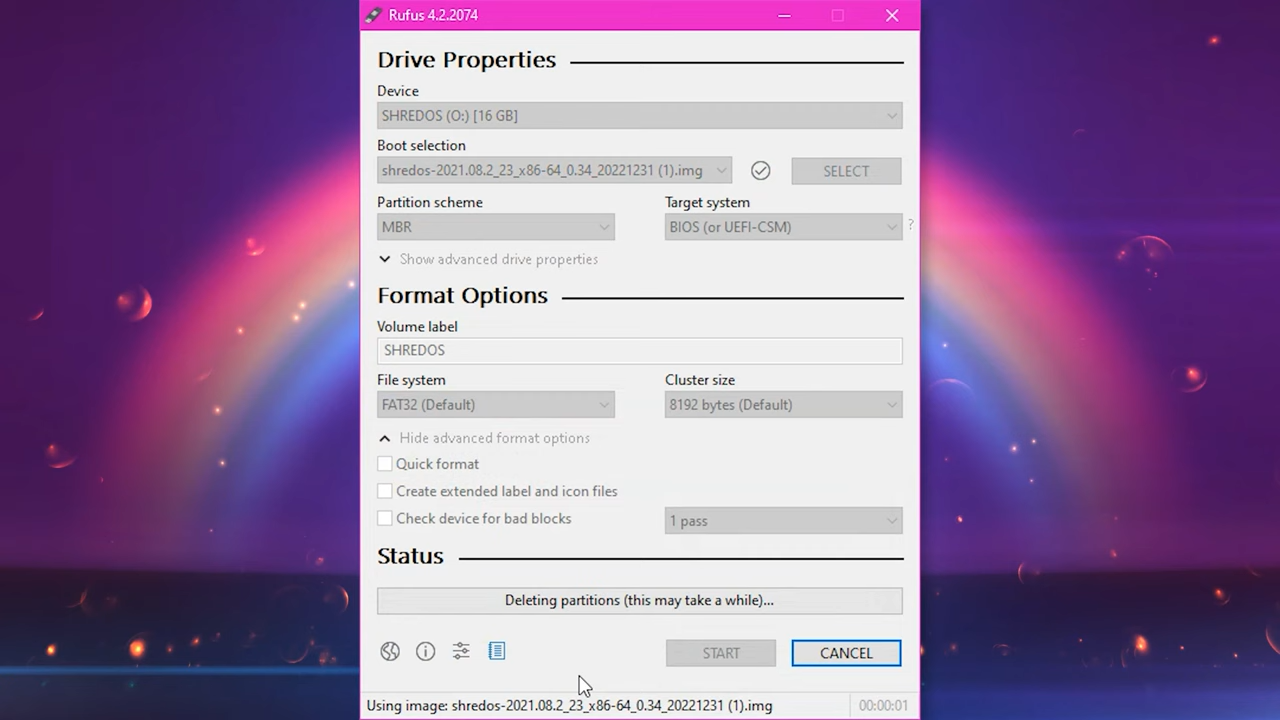 Rufus 4.2.2074
Drive Properties
Device
SHREDOS (O:) [16 GB]
Boot selection
shredos-2021.08.2_23_x86-64_0.34_20221231 (1).img
SELECT
Partition scheme
Target system
MBR
BIOS (or UEFI-CSM)
?
Show advanced drive properties
Format Options
Volume label
SHREDOS
File system
Cluster size
FAT32 (Default)
8192 bytes (Default)
Hide advanced format options
Quick format
Create extended label and icon files
Check device for bad blocks
1 pass
Status
Deleting partitions (this may take a while)...
START
CANCEL
Using image: shredos-2021.08.2_23_x86-64_0.34_20221231 (1).img
00:00:01